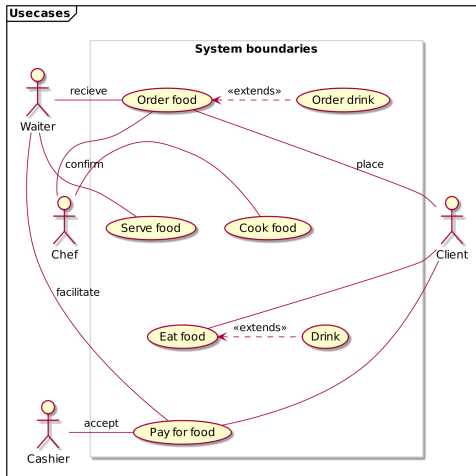 Usecases
System boundaries
recieve
Order food
«extends»
Order drink
Waiter
confirm
place
Chef
Serve food
Cook food
Client
facilitate
Eat food
«extends»
Drink
accept
Pay for food
Cashier